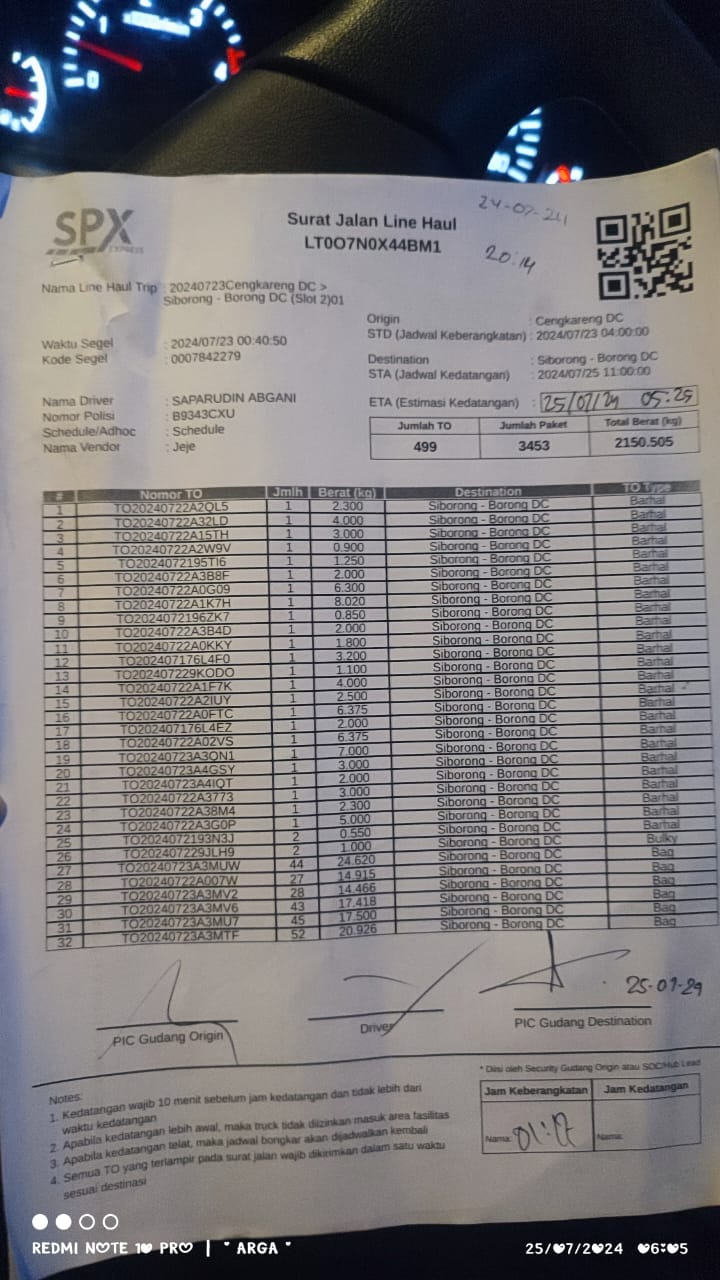 1
3
0
4
SPX
EXPRESS
Surat Jalan Line Haul
LT0O7N0X44BM1
24-07-24
20:14
Nama Line Haul Trip : 20240723Cengkareng DC >
Siborong - Borong DC (Slot 2)01
Waktu Segel : 2024/07/23 00:40:50
Kode Segel : 0007842279
Origin : Cengkareng DC
STD (Jadwal Keberangkatan) : 2024/07/23 04:00:00
Destination : Siborong - Borong DC
STA (Jadwal Kedatangan) : 2024/07/25 11:00:00
Nama Driver : SAPARUDIN ABGANI
Nomor Polisi : B9343CXU
Schedule/Adhoc : Schedule
Nama Vendor : Jeje
ETA (Estimasi Kedatangan) : 25/07/24 05:25
Jumlah TO Jumlah Paket Total Berat (kg)
499 3453 2150.505
# Nomor TO Jmlh Berat (kg) Destination TO Type
1 TO20240722A2QL5 1 2.300 Siborong - Borong DC Barhal
2 TO20240722A32LD 1 4.000 Siborong - Borong DC Barhal
3 TO20240722A15TH 1 3.000 Siborong - Borong DC Barhal
4 TO20240722A2W9V 1 0.900 Siborong - Borong DC Barhal
5 TO2024072195TI6 1 1.250 Siborong - Borong DC Barhal
6 TO20240722A3B8F 1 2.000 Siborong - Borong DC Barhal
7 TO20240722A0G09 1 6.300 Siborong - Borong DC Barhal
8 TO20240722A1K7H 1 8.020 Siborong - Borong DC Barhal
9 TO2024072196ZK7 1 0.850 Siborong - Borong DC Barhal
10 TO20240722A3B4D 1 2.000 Siborong - Borong DC Barhal
11 TO20240722A0KKY 1 1.800 Siborong - Borong DC Barhal
12 TO202407176L4F0 1 3.200 Siborong - Borong DC Barhal
13 TO202407229KODO 1 1.100 Siborong - Borong DC Barhal
14 TO20240722A1F7K 1 4.000 Siborong - Borong DC Barhal
15 TO20240722A2IUY 1 2.500 Siborong - Borong DC Barhal
16 TO20240722A0FTC 1 6.375 Siborong - Borong DC Barhal
17 TO202407176L4EZ 1 2.000 Siborong - Borong DC Barhal
18 TO20240722A02VS 1 6.375 Siborong - Borong DC Barhal
19 TO20240723A3QN1 1 7.000 Siborong - Borong DC Barhal
20 TO20240723A4GSY 1 3.000 Siborong - Borong DC Barhal
21 TO20240723A4IQT 1 2.000 Siborong - Borong DC Barhal
22 TO20240722A3773 1 3.000 Siborong - Borong DC Barhal
23 TO20240722A38M4 1 2.300 Siborong - Borong DC Barhal
24 TO20240722A3G0P 1 5.000 Siborong - Borong DC Barhal
25 TO2024072193N3J 2 0.550 Siborong - Borong DC Bulky
26 TO202407229JLH9 2 1.000 Siborong - Borong DC Bag
27 TO20240723A3MUW 44 24.620 Siborong - Borong DC Bag
28 TO20240722A007W 27 14.915 Siborong - Borong DC Bag
29 TO20240723A3MV2 28 14.466 Siborong - Borong DC Bag
30 TO20240723A3MV6 43 17.418 Siborong - Borong DC Bag
31 TO20240723A3MU7 45 17.500 Siborong - Borong DC Bag
32 TO20240723A3MTF 52 20.926 Siborong - Borong DC Bag
25-07-24
PIC Gudang Origin Driver PIC Gudang Destination
* Diisi oleh Security Gudang Origin atau SOC/Hub Lead
Jam Keberangkatan Jam Kedatangan
Nama: 01:17 Nama:
Notes:
1. Kedatangan wajib 10 menit sebelum jam kedatangan dan tidak lebih dari
waktu kedatangan
2. Apabila kedatangan lebih awal, maka truck tidak diizinkan masuk area fasilitas
3. Apabila kedatangan telat, maka jadwal bongkar akan dijadwalkan kembali
4. Semua TO yang terlampir pada surat jalan wajib dikirimkan dalam satu waktu
sesuai destinasi
REDMI NOTE 10 PRO | " ARGA "
25/07/2024 06:05